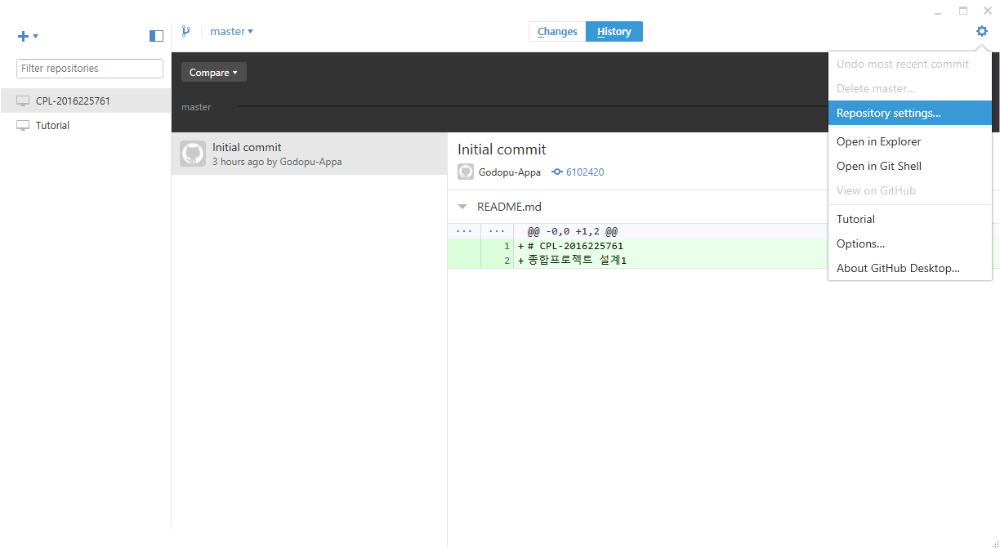 master
Changes
History
Filter repositories
CPL-2016225761
Tutorial
Compare
master
Initial commit
3 hours ago by Godopu-Appa
Initial commit
Godopu-Appa 6102420
README.md
... ... @@ -0,0 +1,2 @@
1 + # CPL-2016225761
2 + 종합프로젝트 설계1
Undo most recent commit
Delete master...
Repository settings...
Open in Explorer
Open in Git Shell
View on GitHub
Tutorial
Options...
About GitHub Desktop...